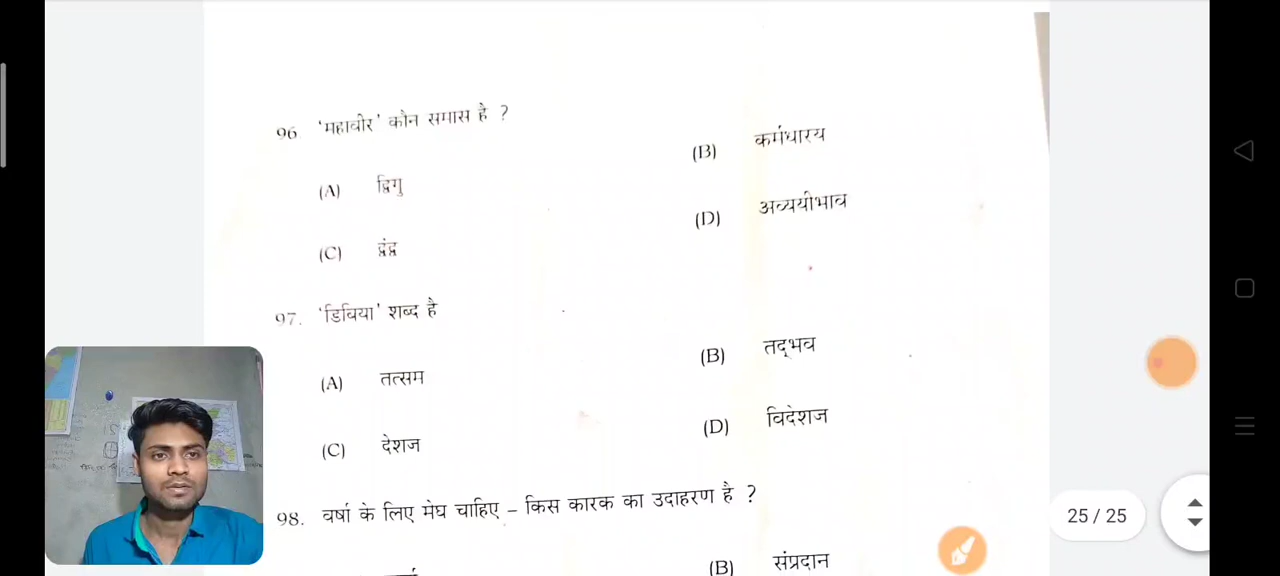 96 'महावीर' कौन समास है ?
(A) द्विगु
(B) कर्मधारय
(C) द्वंद्व
(D) अव्ययीभाव
97. 'डिविया' शब्द है
(A) तत्सम
(B) तद्‌भव
(C) देशज
(D) विदेशज
98. वर्षा के लिए मेघ चाहिए – किस कारक का उदाहरण है ?
(B) संप्रदान
25 / 25